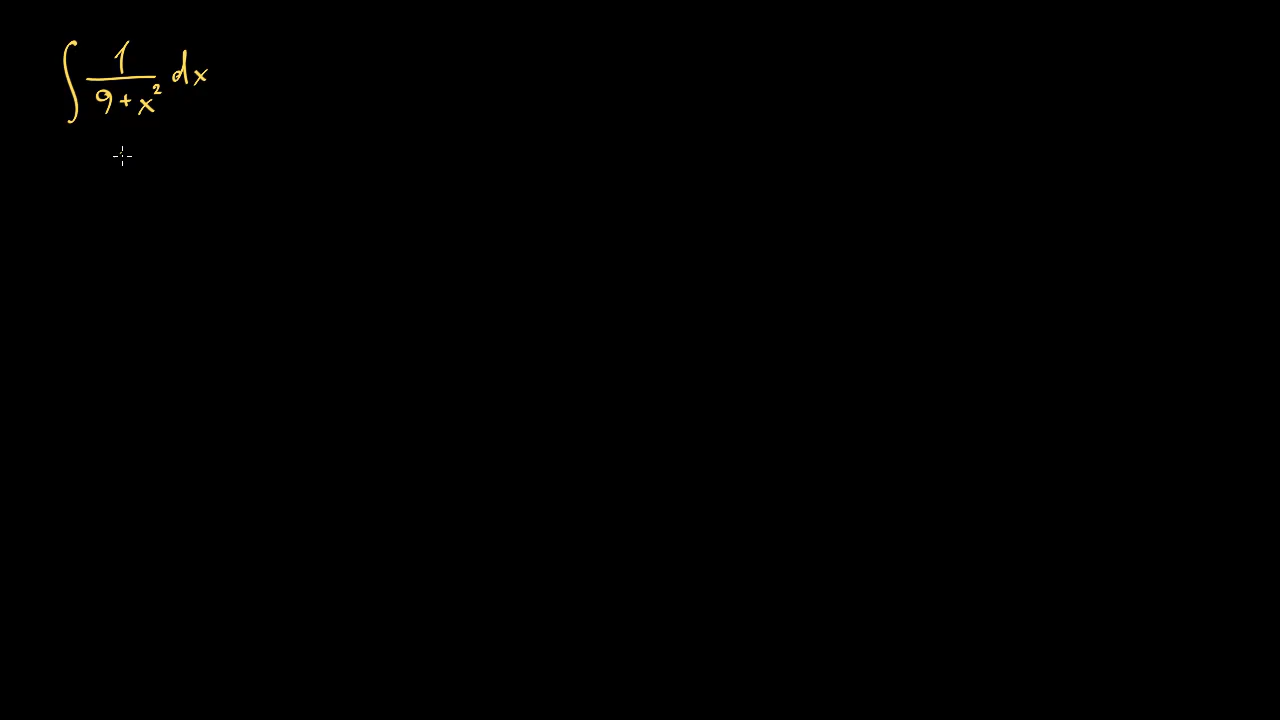 ∫ 1/(9+x²) dx